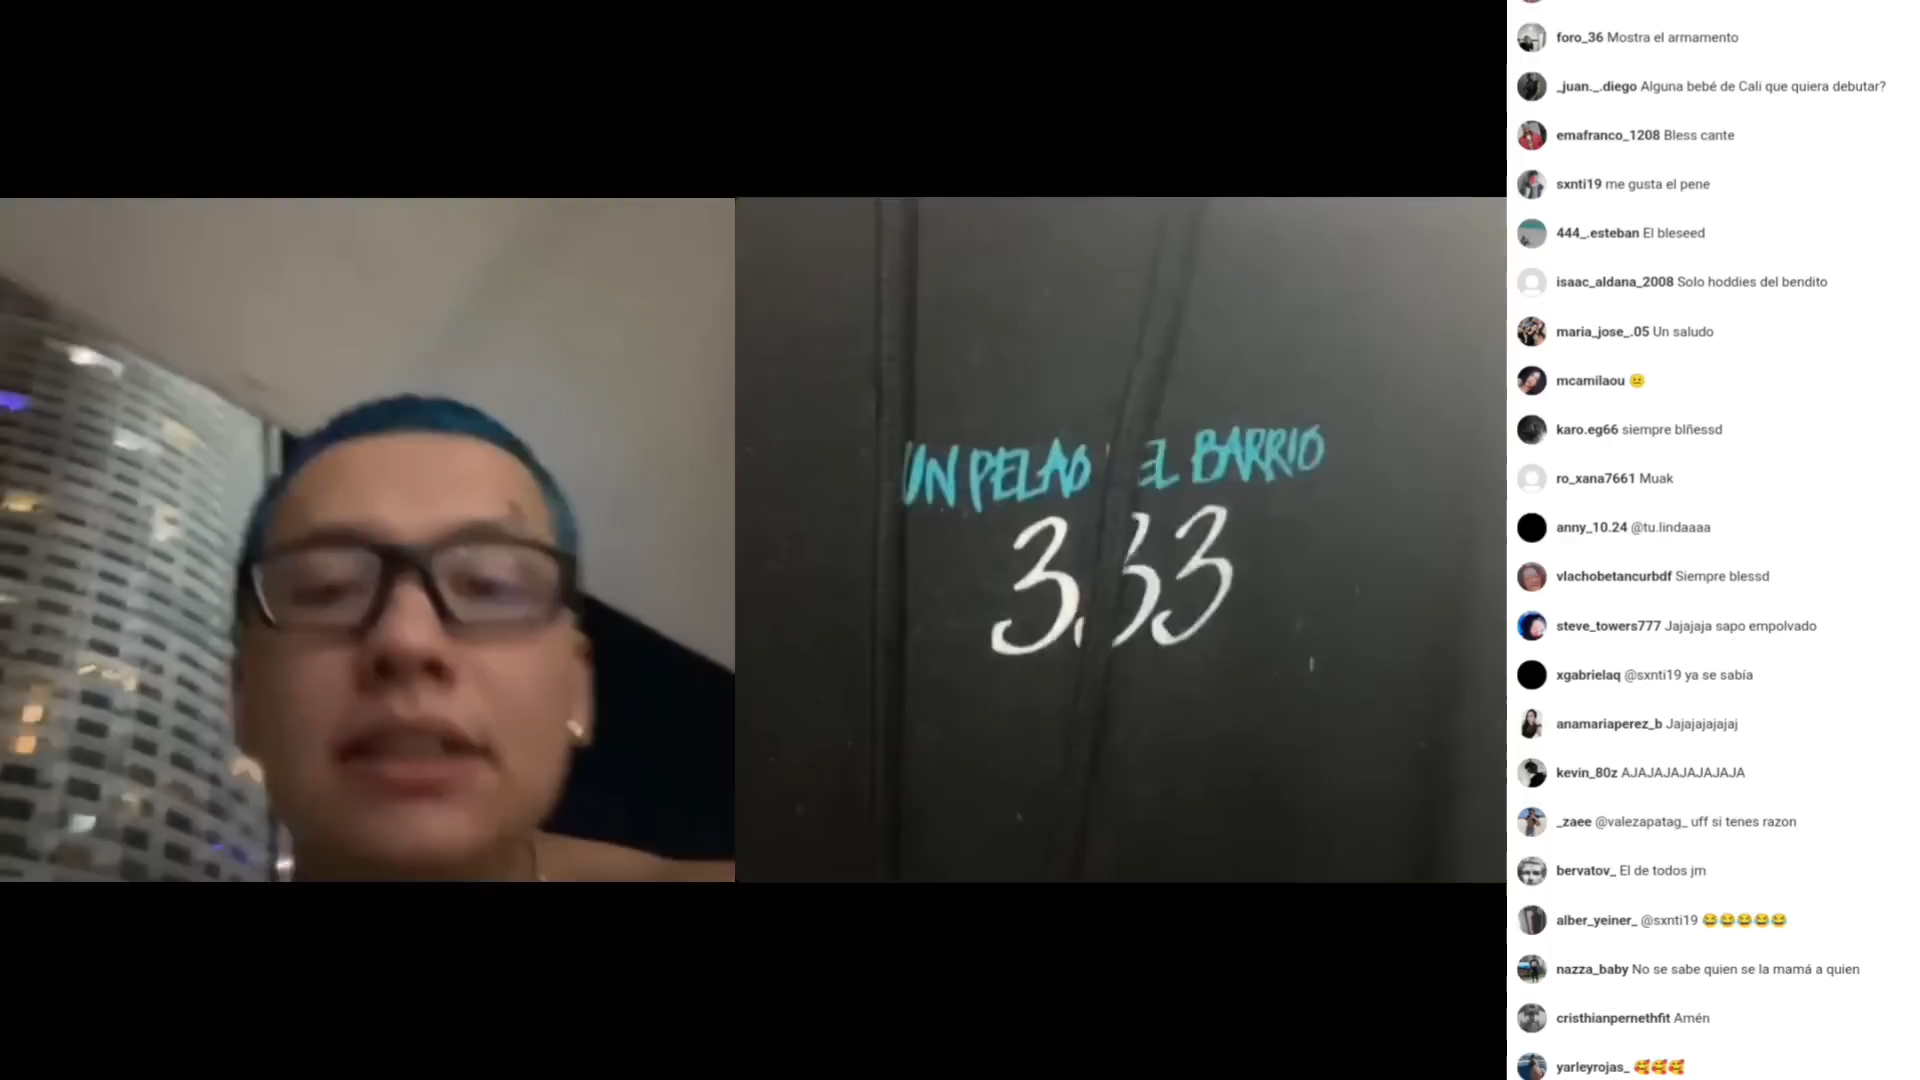 UN PELAO EL BARRIO
3.33
foro_36 Mostra el armamento
_juan._.diego Alguna bebé de Cali que quiera debutar?
emafranco_1208 Bless cante
sxnti19 me gusta el pene
444_.esteban El bleseed
isaac_aldana_2008 Solo hoddies del bendito
maria_jose_.05 Un saludo
mcamilaou 😐
karo.eg66 siempre blñessd
ro_xana7661 Muak
anny_10.24 @tu.lindaaaa
vlachobetancurbdf Siempre blessd
steve_towers777 Jajajaja sapo empolvado
xgabrielaq @sxnti19 ya se sabía
anamariaperez_b Jajajajajajaj
kevin_80z AJAJAJAJAJAJAJA
_zaee @valezapatag_ uff si tenes razon
bervatov_ El de todos jm
alber_yeiner_ @sxnti19 😂😂😂😂😂
nazza_baby No se sabe quien se la mamá a quien
cristhianpernethfit Amén
yarleyrojas_ 🥰🥰🥰